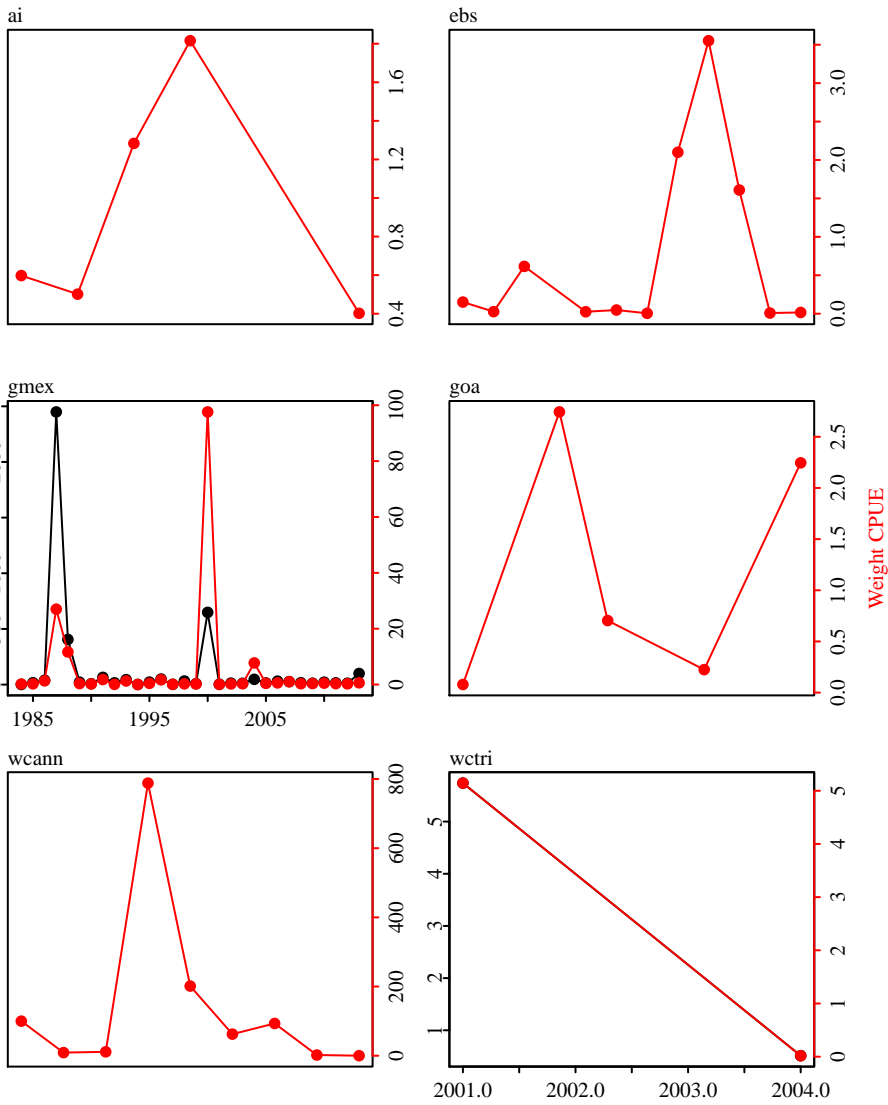 ai
0.4 0.8 1.2 1.6
ebs
0.0 1.0 2.0 3.0
gmex
0 20 40 60 80 100
1985 1995 2005
goa
0.0 0.5 1.0 1.5 2.0 2.5
Weight CPUE
wcann
0 200 400 600 800
wctri
1 2 3 4 5
0 1 2 3 4 5
2001.0 2002.0 2003.0 2004.0